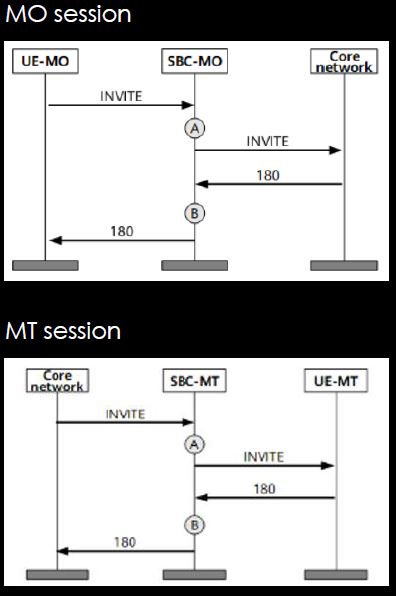 MO session
UE-MO
SBC-MO
Core
network
INVITE
A
INVITE
180
B
180
MT session
Core
network
SBC-MT
UE-MT
INVITE
A
INVITE
180
B
180